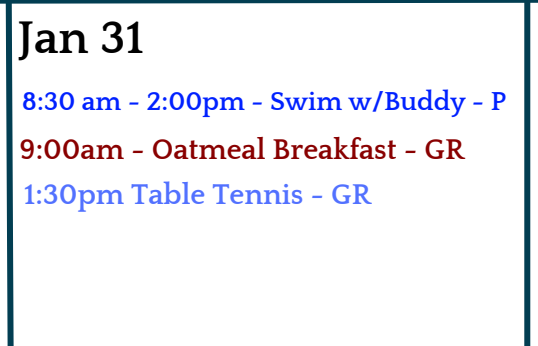 Jan 31
8:30 am - 2:00pm - Swim w/Buddy - P
9:00am - Oatmeal Breakfast - GR
1:30pm Table Tennis - GR